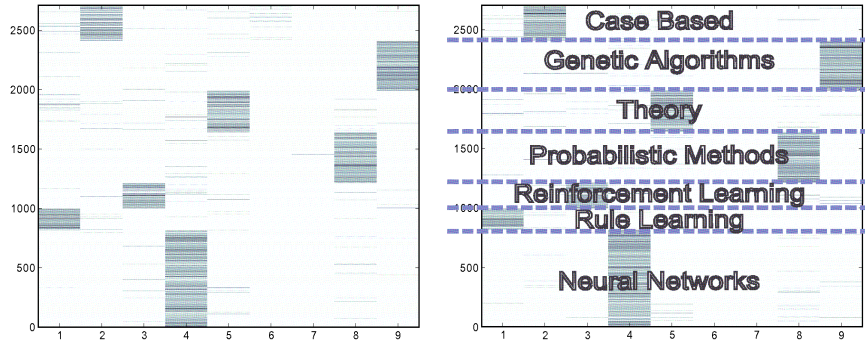 2500
2000
1500
1000
500
0
1 2 3 4 5 6 7 8 9
2500
2000
1500
1000
500
0
Case Based
Genetic Algorithms
Theory
Probabilistic Methods
Reinforcement Learning
Rule Learning
Neural Networks
1 2 3 4 5 6 7 8 9